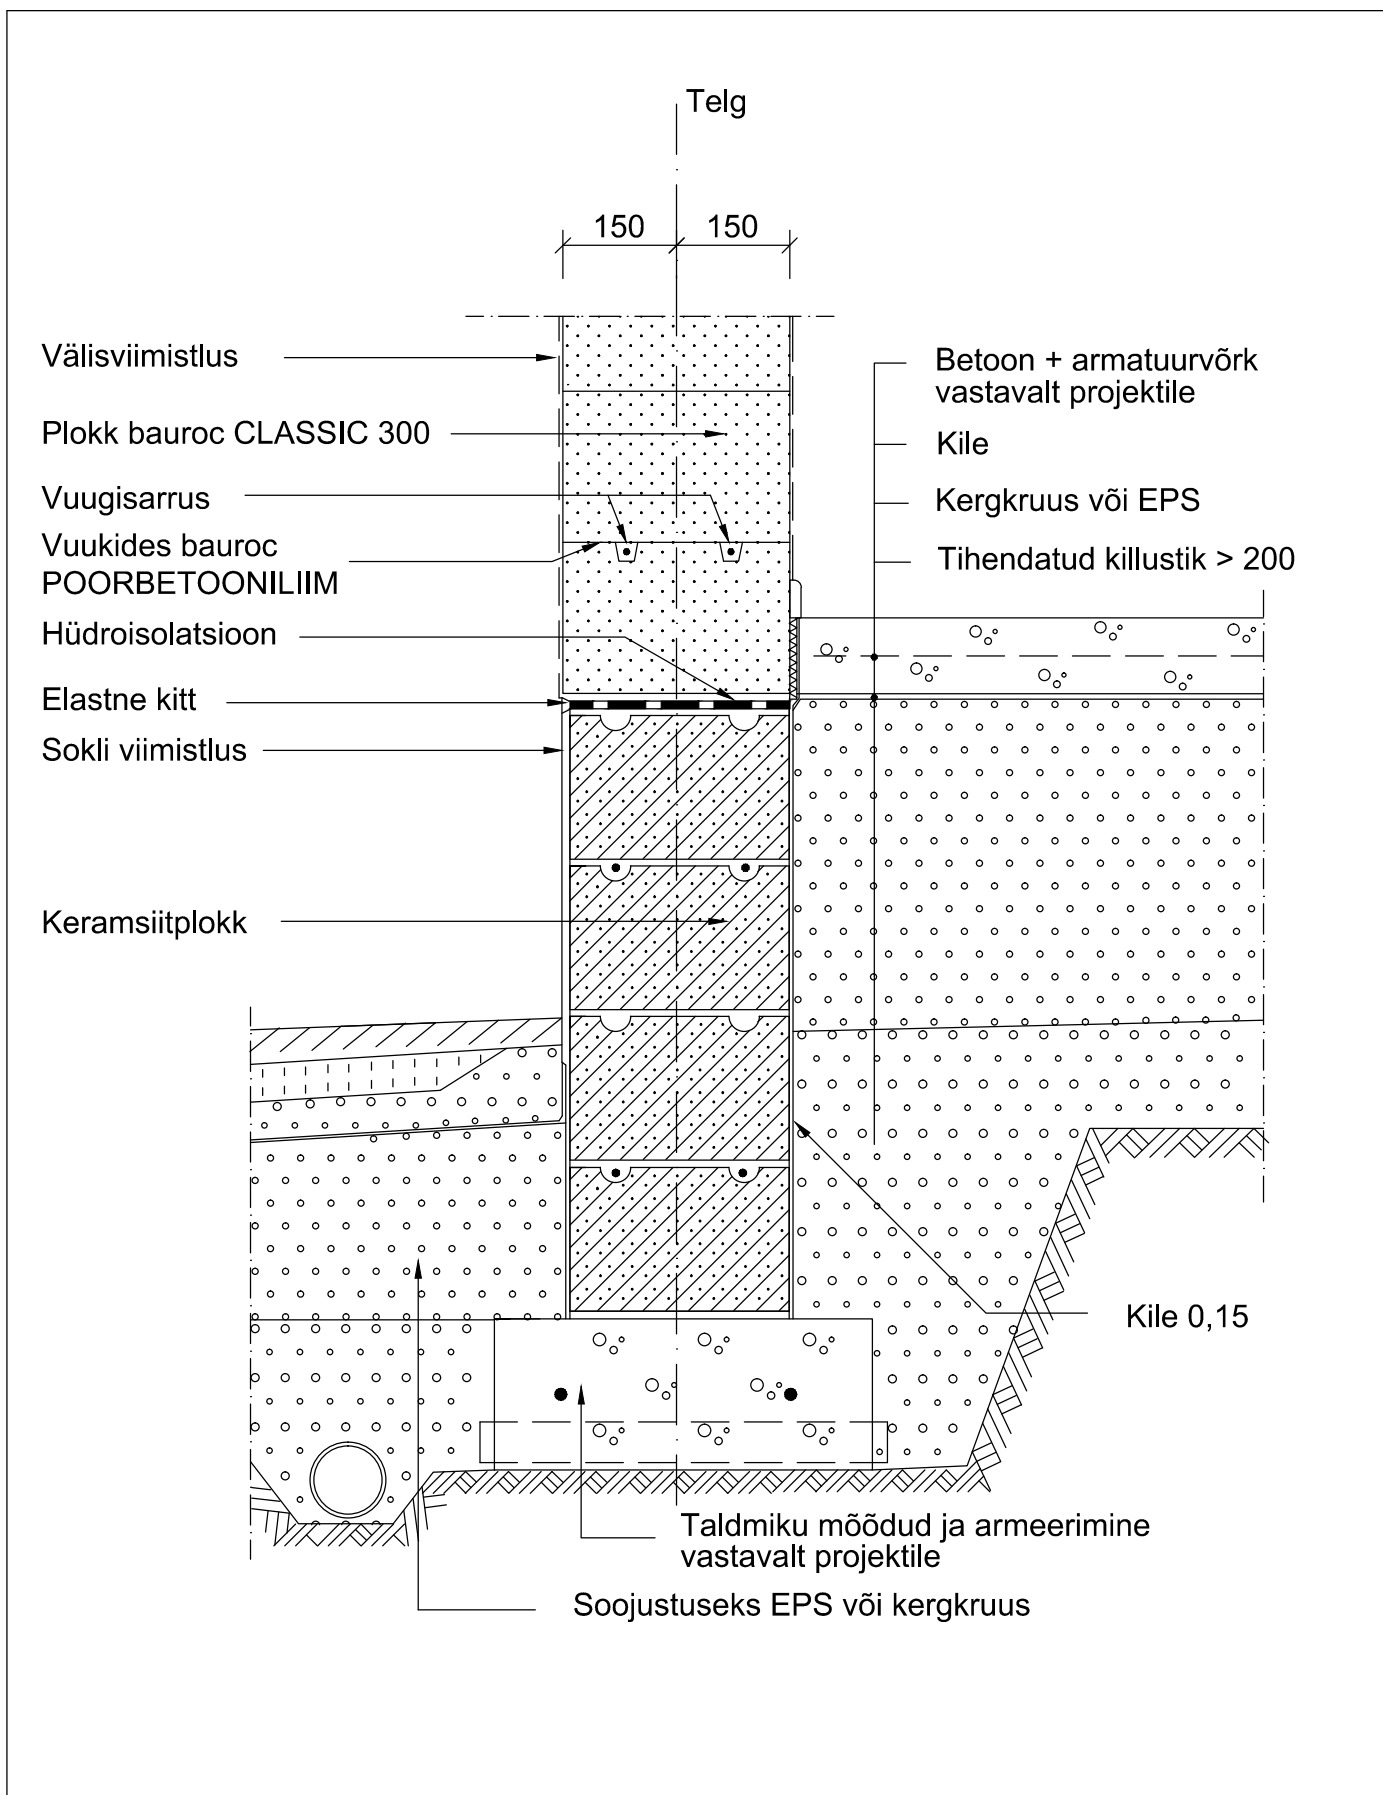 Telg
150
150
Välisviimistlus
Plokk bauroc CLASSIC 300
Vuugisarrus
Vuukides bauroc
POORBETOONILIIM
Hüdroisolatsioon
Elastne kitt
Sokli viimistlus
Keramsiitplokk
Betoon + armatuurvõrk
vastavalt projektile
Kile
Kergkruus või EPS
Tihendatud killustik > 200
Kile 0,15
Taldmiku mõõdud ja armeerimine
vastavalt projektile
Soojustuseks EPS või kergkruus